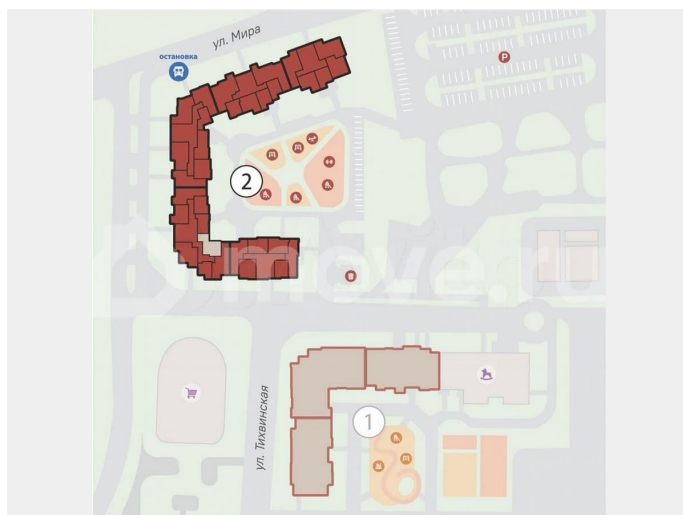 ул. Мира
остановка
P
2
move.ru
ул. Тихвинская
1